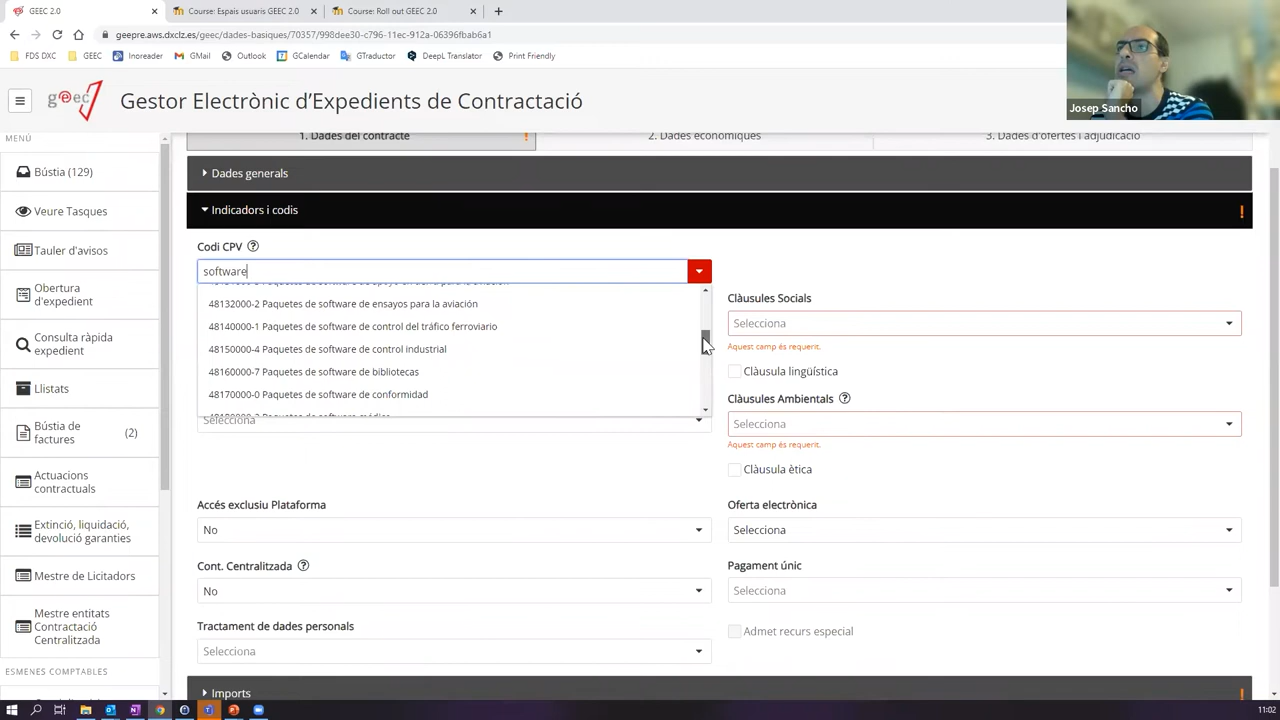 GEEC 2.0
Course: Espais usuaris GEEC 2.0
Course: Roll out GEEC 2.0
geepre.aws.dxclz.es/geec/dades-basiques/70357/998dee30-c796-11ec-912a-06396fbab6a1
FDS DXC GEEC Inoreader GMail Outlook GCalendar GTraductor DeepL Translator Print Friendly
geec Gestor Electrònic d'Expedients de Contractació
Josep Sancho
MENÚ
Bústia (129)
Veure Tasques
Tauler d'avisos
Obertura
d'expedient
Consulta ràpida
expedient
Llistats
Bústia de
factures (2)
Actuacions
contractuals
Extinció, liquidació,
devolució garanties
Mestre de Licitadors
Mestre entitats
Contractació
Centralitzada
ESMENES COMPTABLES
1. Dades del contracte !
2. Dades econòmiques
3. Dades d'ofertes i adjudicació
Dades generals
Indicadors i codis !
Codi CPV ?
software
48132000-2 Paquetes de software de ensayos para la aviación
48140000-1 Paquetes de software de control del tráfico ferroviario
48150000-4 Paquetes de software de control industrial
48160000-7 Paquetes de software de bibliotecas
48170000-0 Paquetes de software de conformidad
Selecciona
Clàusules Socials
Selecciona
Aquest camp és requerit.
Clàusula lingüística
Clàusules Ambientals ?
Selecciona
Aquest camp és requerit.
Clàusula ètica
Accés exclusiu Plataforma
No
Oferta electrònica
Selecciona
Cont. Centralitzada ?
No
Pagament únic
Selecciona
Tractament de dades personals
Selecciona
Admet recurs especial
Imports !
11:02